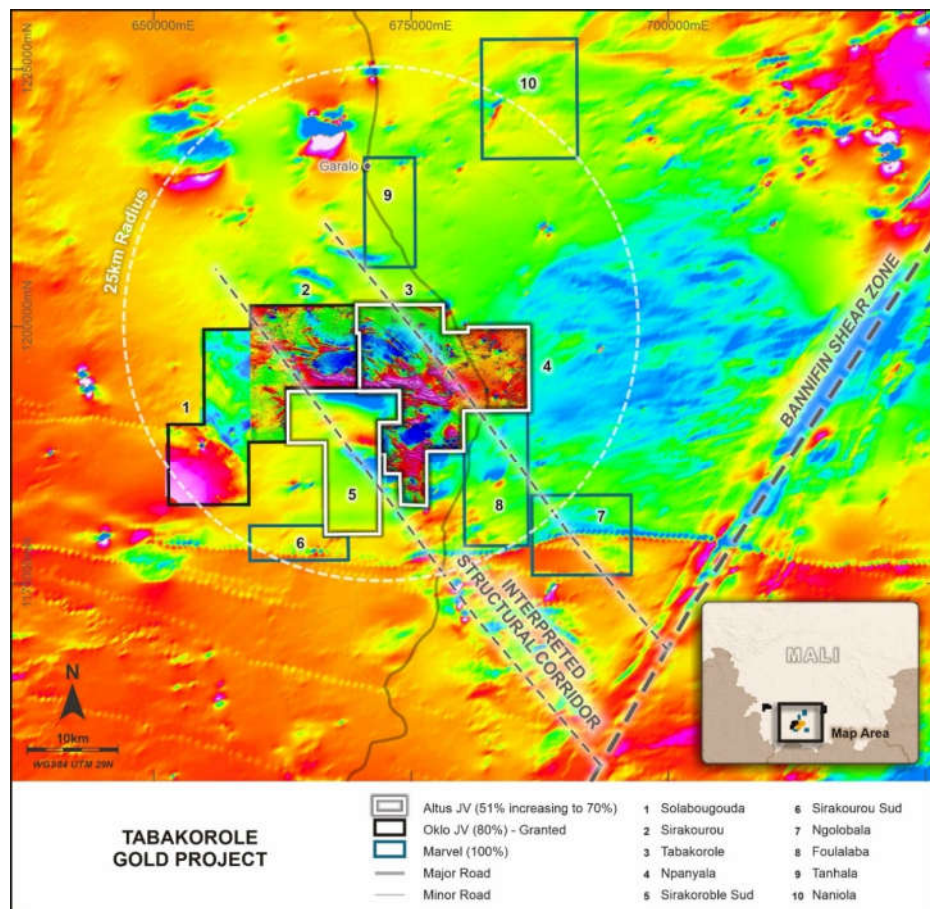 650000mE
675000mE
700000mE
1225000mN
10
Garalo
9
25km Radius
2
3
1200000mN
4
BANNIFIN SHEAR ZONE
1
5
8
7
6
INTERPRETED
STRUCTURAL CORRIDOR
N
10km
WGS84 UTM 29N
MALI
Map Area
TABAKOROLE
GOLD PROJECT
Altus JV (51% increasing to 70%)
Oklo JV (80%) - Granted
Marvel (100%)
Major Road
Minor Road
1 Solabougouda
2 Sirakourou
3 Tabakorole
4 Npanyala
5 Sirakoroble Sud
6 Sirakourou Sud
7 Ngolobala
8 Foulalaba
9 Tanhala
10 Naniola